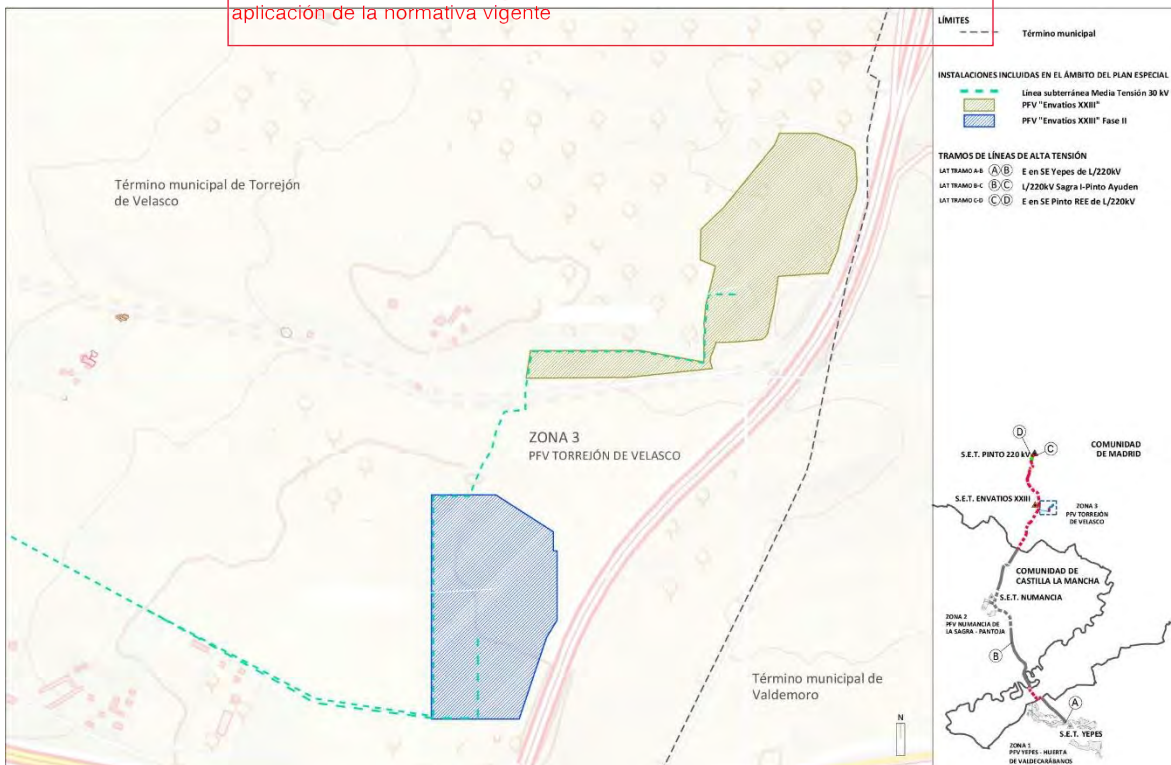 aplicación de la normativa vigente
LÍMITES
Término municipal
INSTALACIONES INCLUIDAS EN EL ÁMBITO DEL PLAN ESPECIAL
Línea subterránea Media Tensión 30 kV
PFV "Envatios XXIII"
PFV "Envatios XXIII" Fase II
TRAMOS DE LÍNEAS DE ALTA TENSIÓN
LAT TRAMO A-B A B E en SE Yepes de L/220kV
LAT TRAMO B-C B C L/220kV Sagra I-Pinto Ayuden
LAT TRAMO C-D C D E en SE Pinto REE de L/220kV
Término municipal de Torrejón
de Velasco
ZONA 3
PFV TORREJÓN DE VELASCO
Término municipal de
Valdemoro
N
D
C
S.E.T. PINTO 220 kV
COMUNIDAD
DE MADRID
S.E.T. ENVATIOS XXIII
ZONA 3
PFV TORREJÓN
DE VELASCO
COMUNIDAD DE
CASTILLA LA MANCHA
S.E.T. NUMANCIA
ZONA 2
PFV NUMANCIA DE
LA SAGRA - PANTOJA
B
A
S.E.T. YEPES
ZONA 1
PFV YEPES - HUERTA
DE VALDECARÁBANOS